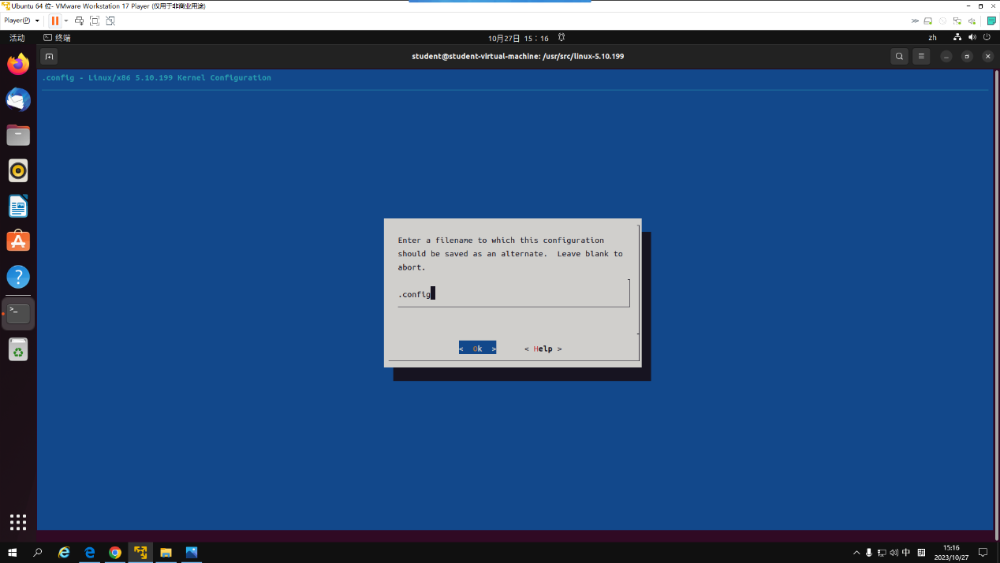 Ubuntu 64 位- VMware Workstation 17 Player (仅用于非商业用途)
Player(P)
活动
终端
10月27日 15：16
zh
student@student-virtual-machine: /usr/src/linux-5.10.199
.config - Linux/x86 5.10.199 Kernel Configuration
Enter a filename to which this configuration
should be saved as an alternate.  Leave blank to
abort.
.config
<  Ok  >
< Help >
中
15:16
2023/10/27